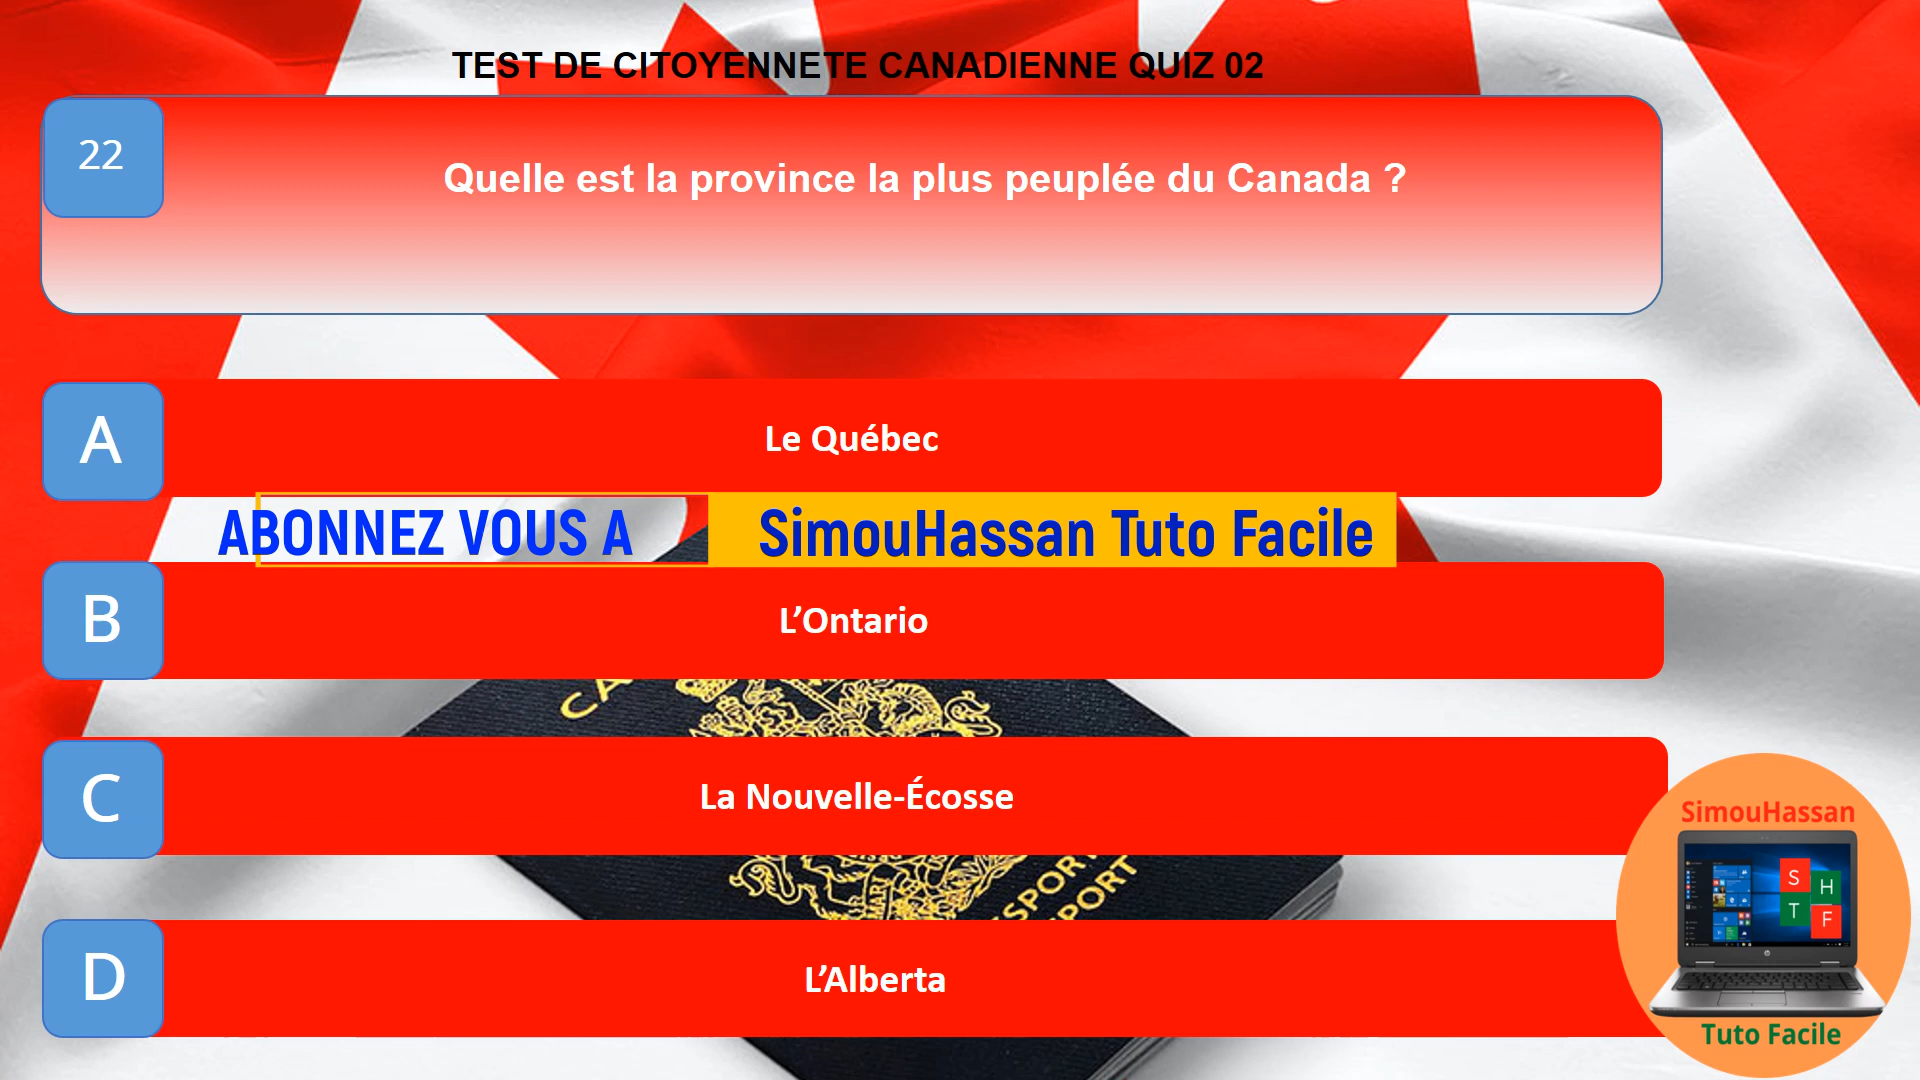 TEST DE CITOYENNETE CANADIENNE QUIZ 02
22
Quelle est la province la plus peuplée du Canada ?
A
Le Québec
ABONNEZ VOUS A
SimouHassan Tuto Facile
B
L’Ontario
C
La Nouvelle-Écosse
D
L’Alberta
SimouHassan
S
H
T
F
Tuto Facile